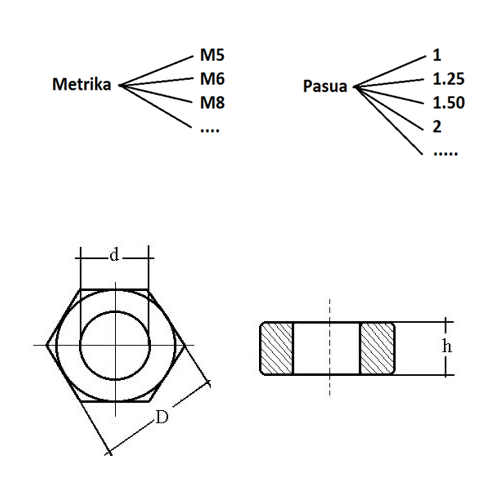 Metrika
M5
M6
M8
....
Pasua
1
1.25
1.50
2
.....
d
D
h